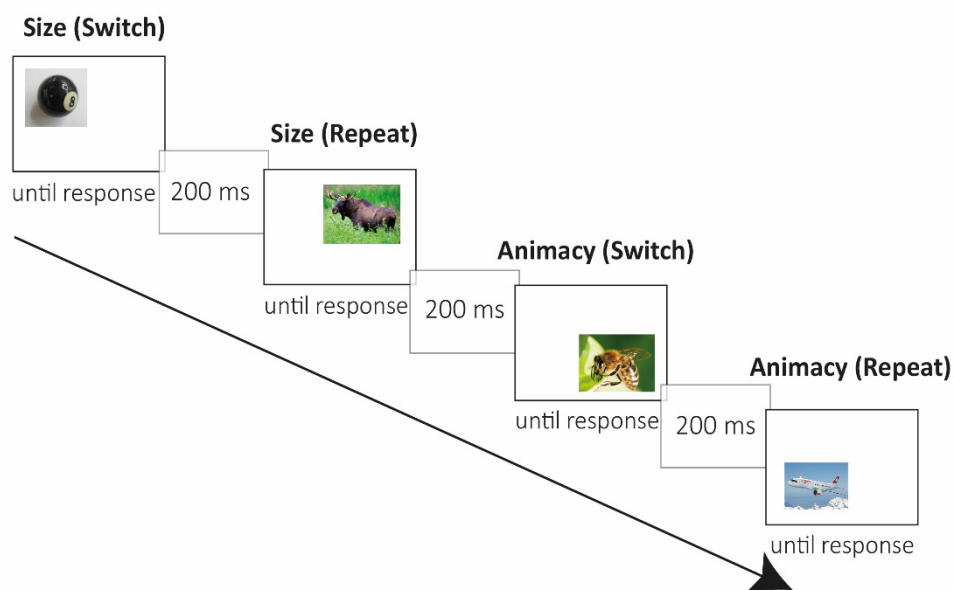 Size (Switch)
8
until response
200 ms
Size (Repeat)
until response
200 ms
Animacy (Switch)
until response
200 ms
Animacy (Repeat)
until response